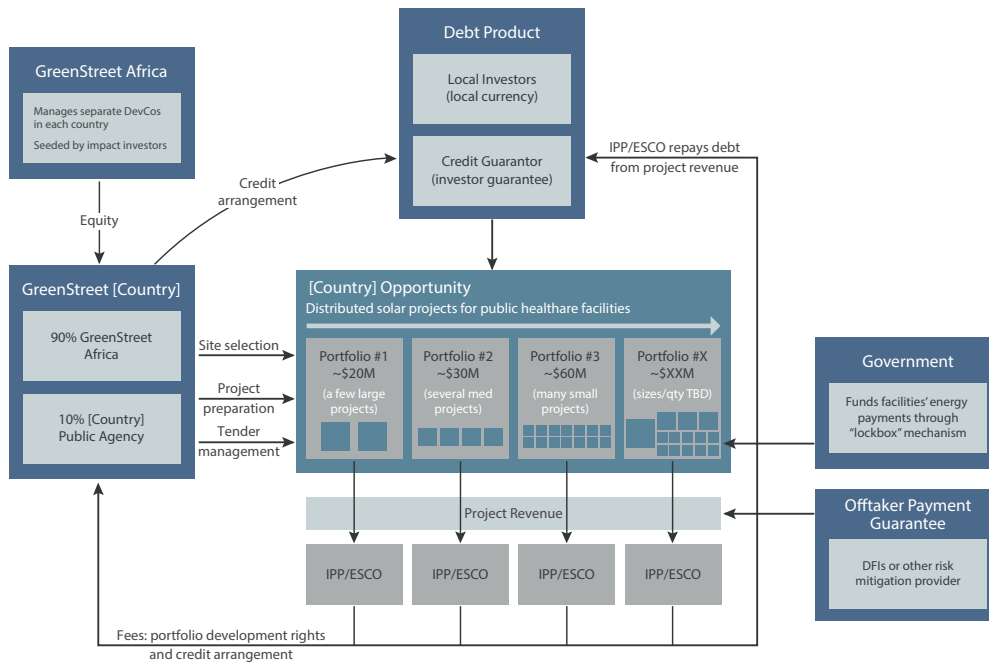 GreenStreet Africa
Manages separate DevCos
in each country
Seeded by impact investors
Debt Product
Local Investors
(local currency)
Credit Guarantor
(investor guarantee)
IPP/ESCO repays debt
from project revenue
Credit
arrangement
Equity
GreenStreet [Country]
90% GreenStreet
Africa
10% [Country]
Public Agency
Site selection
Project
preparation
Tender
management
[Country] Opportunity
Distributed solar projects for public healthcare facilities
Portfolio #1
~$20M
(a few large
projects)
Portfolio #2
~$30M
(several med
projects)
Portfolio #3
~$60M
(many small
projects)
Portfolio #X
~$XXM
(sizes/qty TBD)
Government
Funds facilities’ energy
payments through
“lockbox” mechanism
Project Revenue
Offtaker Payment
Guarantee
DFIs or other risk
mitigation provider
IPP/ESCO
IPP/ESCO
IPP/ESCO
IPP/ESCO
Fees: portfolio development rights
and credit arrangement